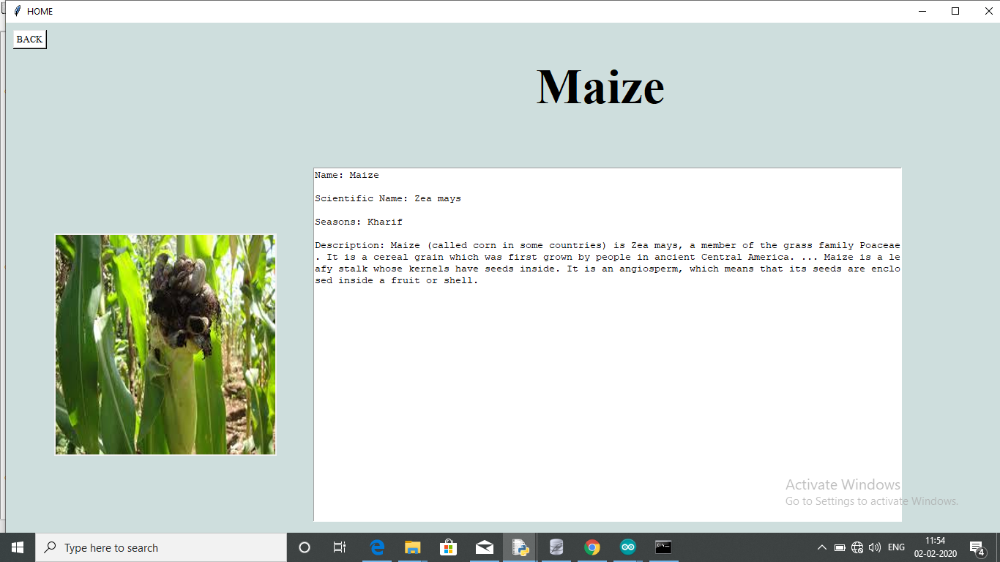 HOME
BACK
Maize
Name: Maize
Scientific Name: Zea mays
Seasons: Kharif
Description: Maize (called corn in some countries) is Zea mays, a member of the grass family Poaceae
. It is a cereal grain which was first grown by people in ancient Central America. ... Maize is a le
afy stalk whose kernels have seeds inside. It is an angiosperm, which means that its seeds are enclo
sed inside a fruit or shell.
Activate Windows
Go to Settings to activate Windows.
Type here to search
ENG
11:54
02-02-2020
4